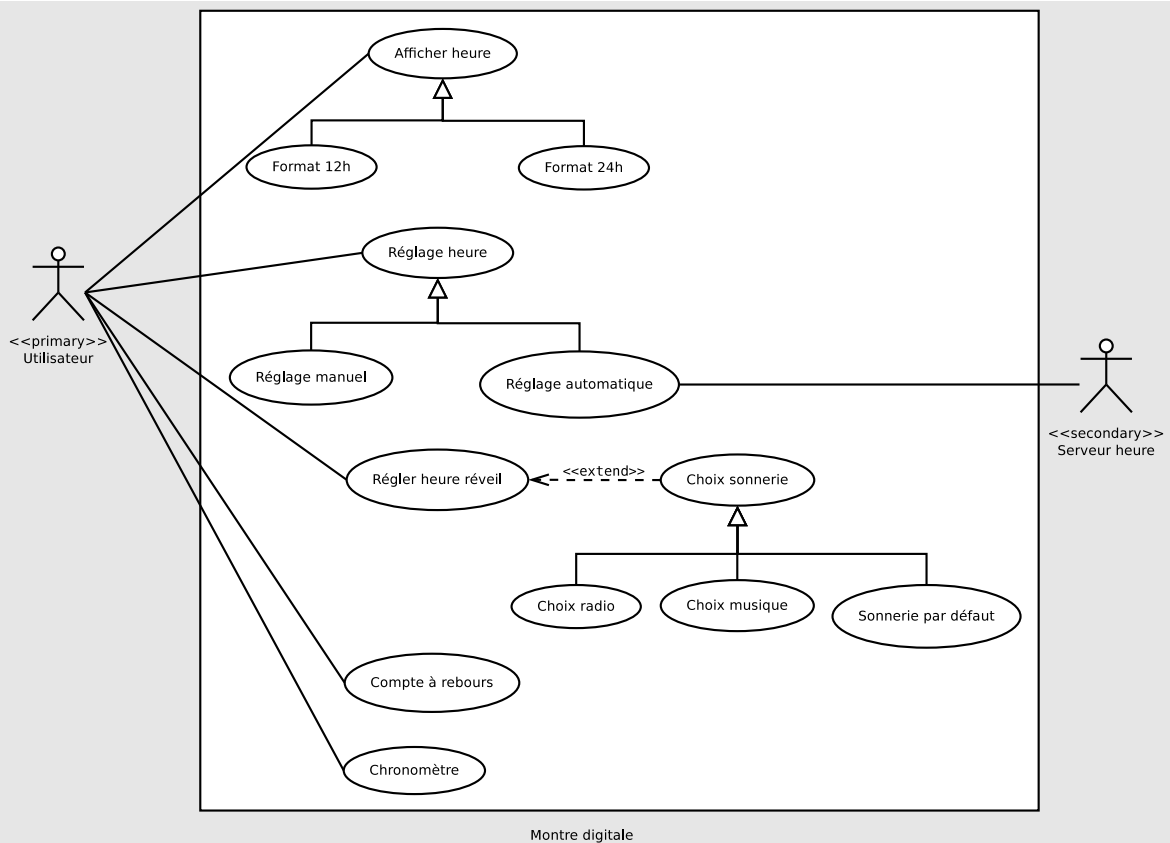 Afficher heure
Format 12h
Format 24h
Réglage heure
<<primary>>
Utilisateur
Réglage manuel
Réglage automatique
<<secondary>>
Serveur heure
Régler heure réveil
<<extend>>
Choix sonnerie
Choix radio
Choix musique
Sonnerie par défaut
Compte à rebours
Chronomètre
Montre digitale